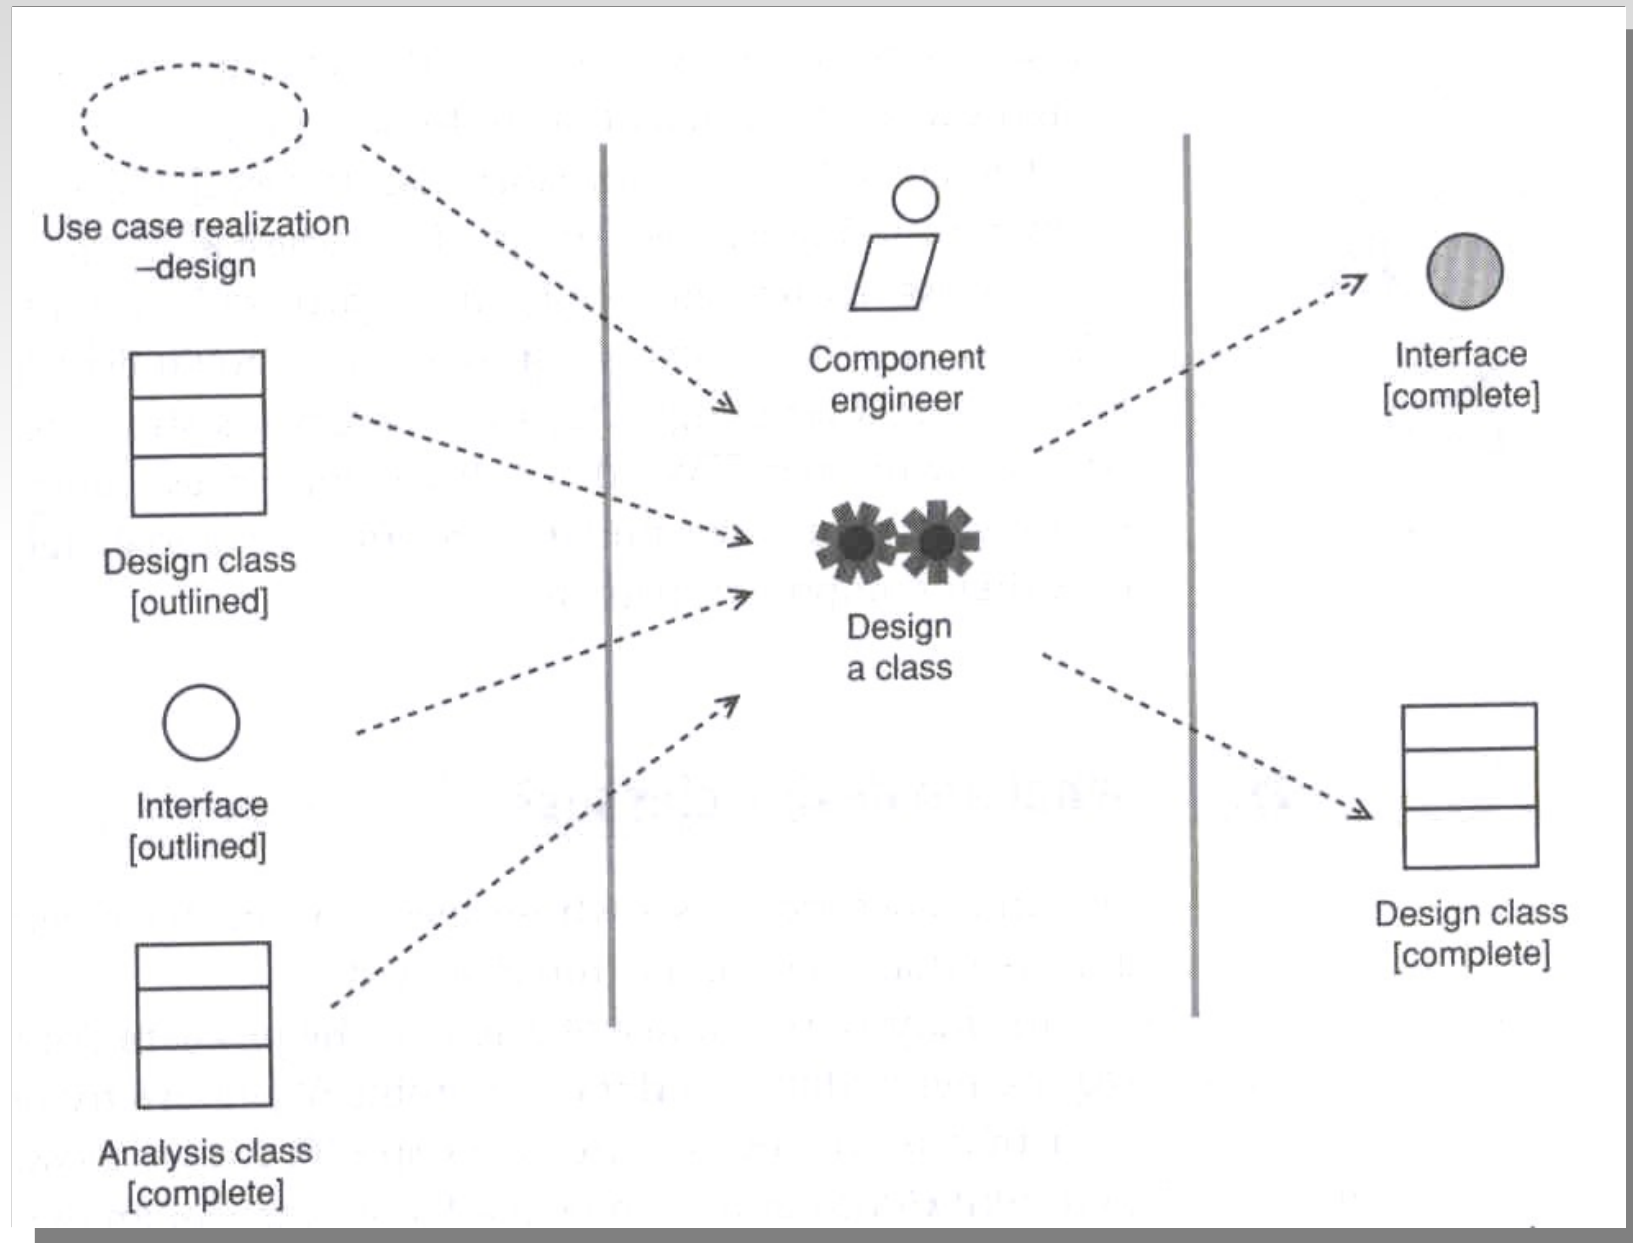 Use case realization
–design
Design class
[outlined]
Interface
[outlined]
Analysis class
[complete]
Component
engineer
Design
a class
Interface
[complete]
Design class
[complete]